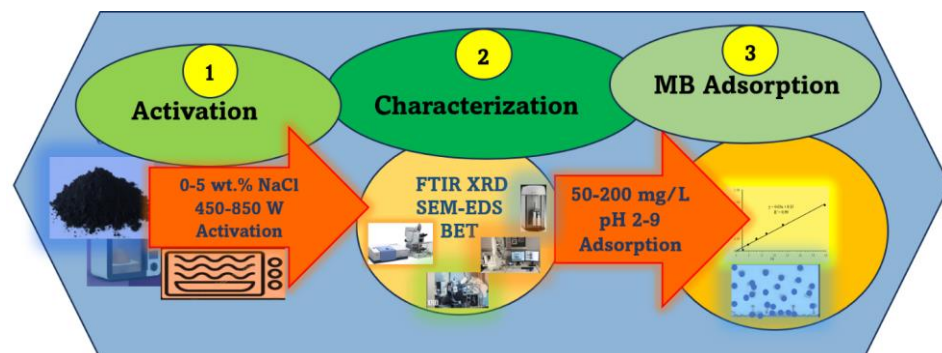 1
Activation
2
Characterization
3
MB Adsorption
0-5 wt.% NaCl
450-850 W
Activation
FTIR XRD
SEM-EDS
BET
50-200 mg/L
pH 2-9
Adsorption